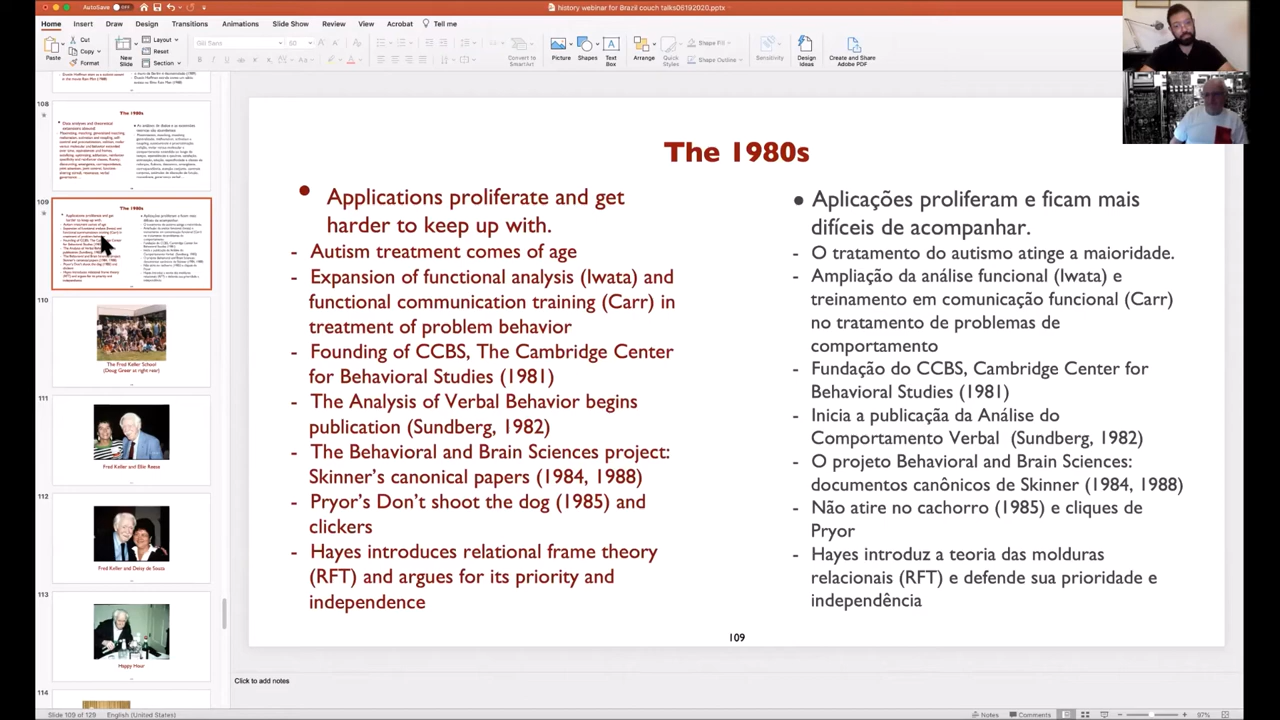 AutoSave
OFF
history webinar for Brazil couch talks06192020.pptx
Home
Insert
Draw
Design
Transitions
Animations
Slide Show
Review
View
Acrobat
Tell me
Paste
Cut
Copy
Format
New
Slide
Layout
Reset
Section
Gill Sans
60
Convert to
SmartArt
Picture
Shapes
Text
Box
Arrange
Quick
Styles
Shape Fill
Shape Outline
Sensitivity
Design
Ideas
Create and Share
Adobe PDF
108
The 1980s
109
The 1980s
110
The Fred Keller School
(Doug Greer at right rear)
111
Fred Keller and Ellie Reese
112
Fred Keller and Deisy de Souza
113
Happy Hour
114
The 1980s
• Applications proliferate and get
harder to keep up with.
- Autism treatment comes of age
- Expansion of functional analysis (Iwata) and
functional communication training (Carr) in
treatment of problem behavior
- Founding of CCBS, The Cambridge Center
for Behavioral Studies (1981)
- The Analysis of Verbal Behavior begins
publication (Sundberg, 1982)
- The Behavioral and Brain Sciences project:
Skinner's canonical papers (1984, 1988)
- Pryor's Don't shoot the dog (1985) and
clickers
- Hayes introduces relational frame theory
(RFT) and argues for its priority and
independence
• Aplicações proliferam e ficam mais
difíceis de acompanhar.
- O tratamento do autismo atinge a maioridade.
- Ampliação da análise funcional (Iwata) e
treinamento em comunicação funcional (Carr)
no tratamento de problemas de
comportamento
- Fundação do CCBS, Cambridge Center for
Behavioral Studies (1981)
- Inicia a publicaçãa da Análise do
Comportamento Verbal (Sundberg, 1982)
- O projeto Behavioral and Brain Sciences:
documentos canônicos de Skinner (1984, 1988)
- Não atire no cachorro (1985) e cliques de
Pryor
- Hayes introduz a teoria das molduras
relacionais (RFT) e defende sua prioridade e
independência
109
Click to add notes
Slide 109 of 129
English (United States)
Notes
Comments
97%